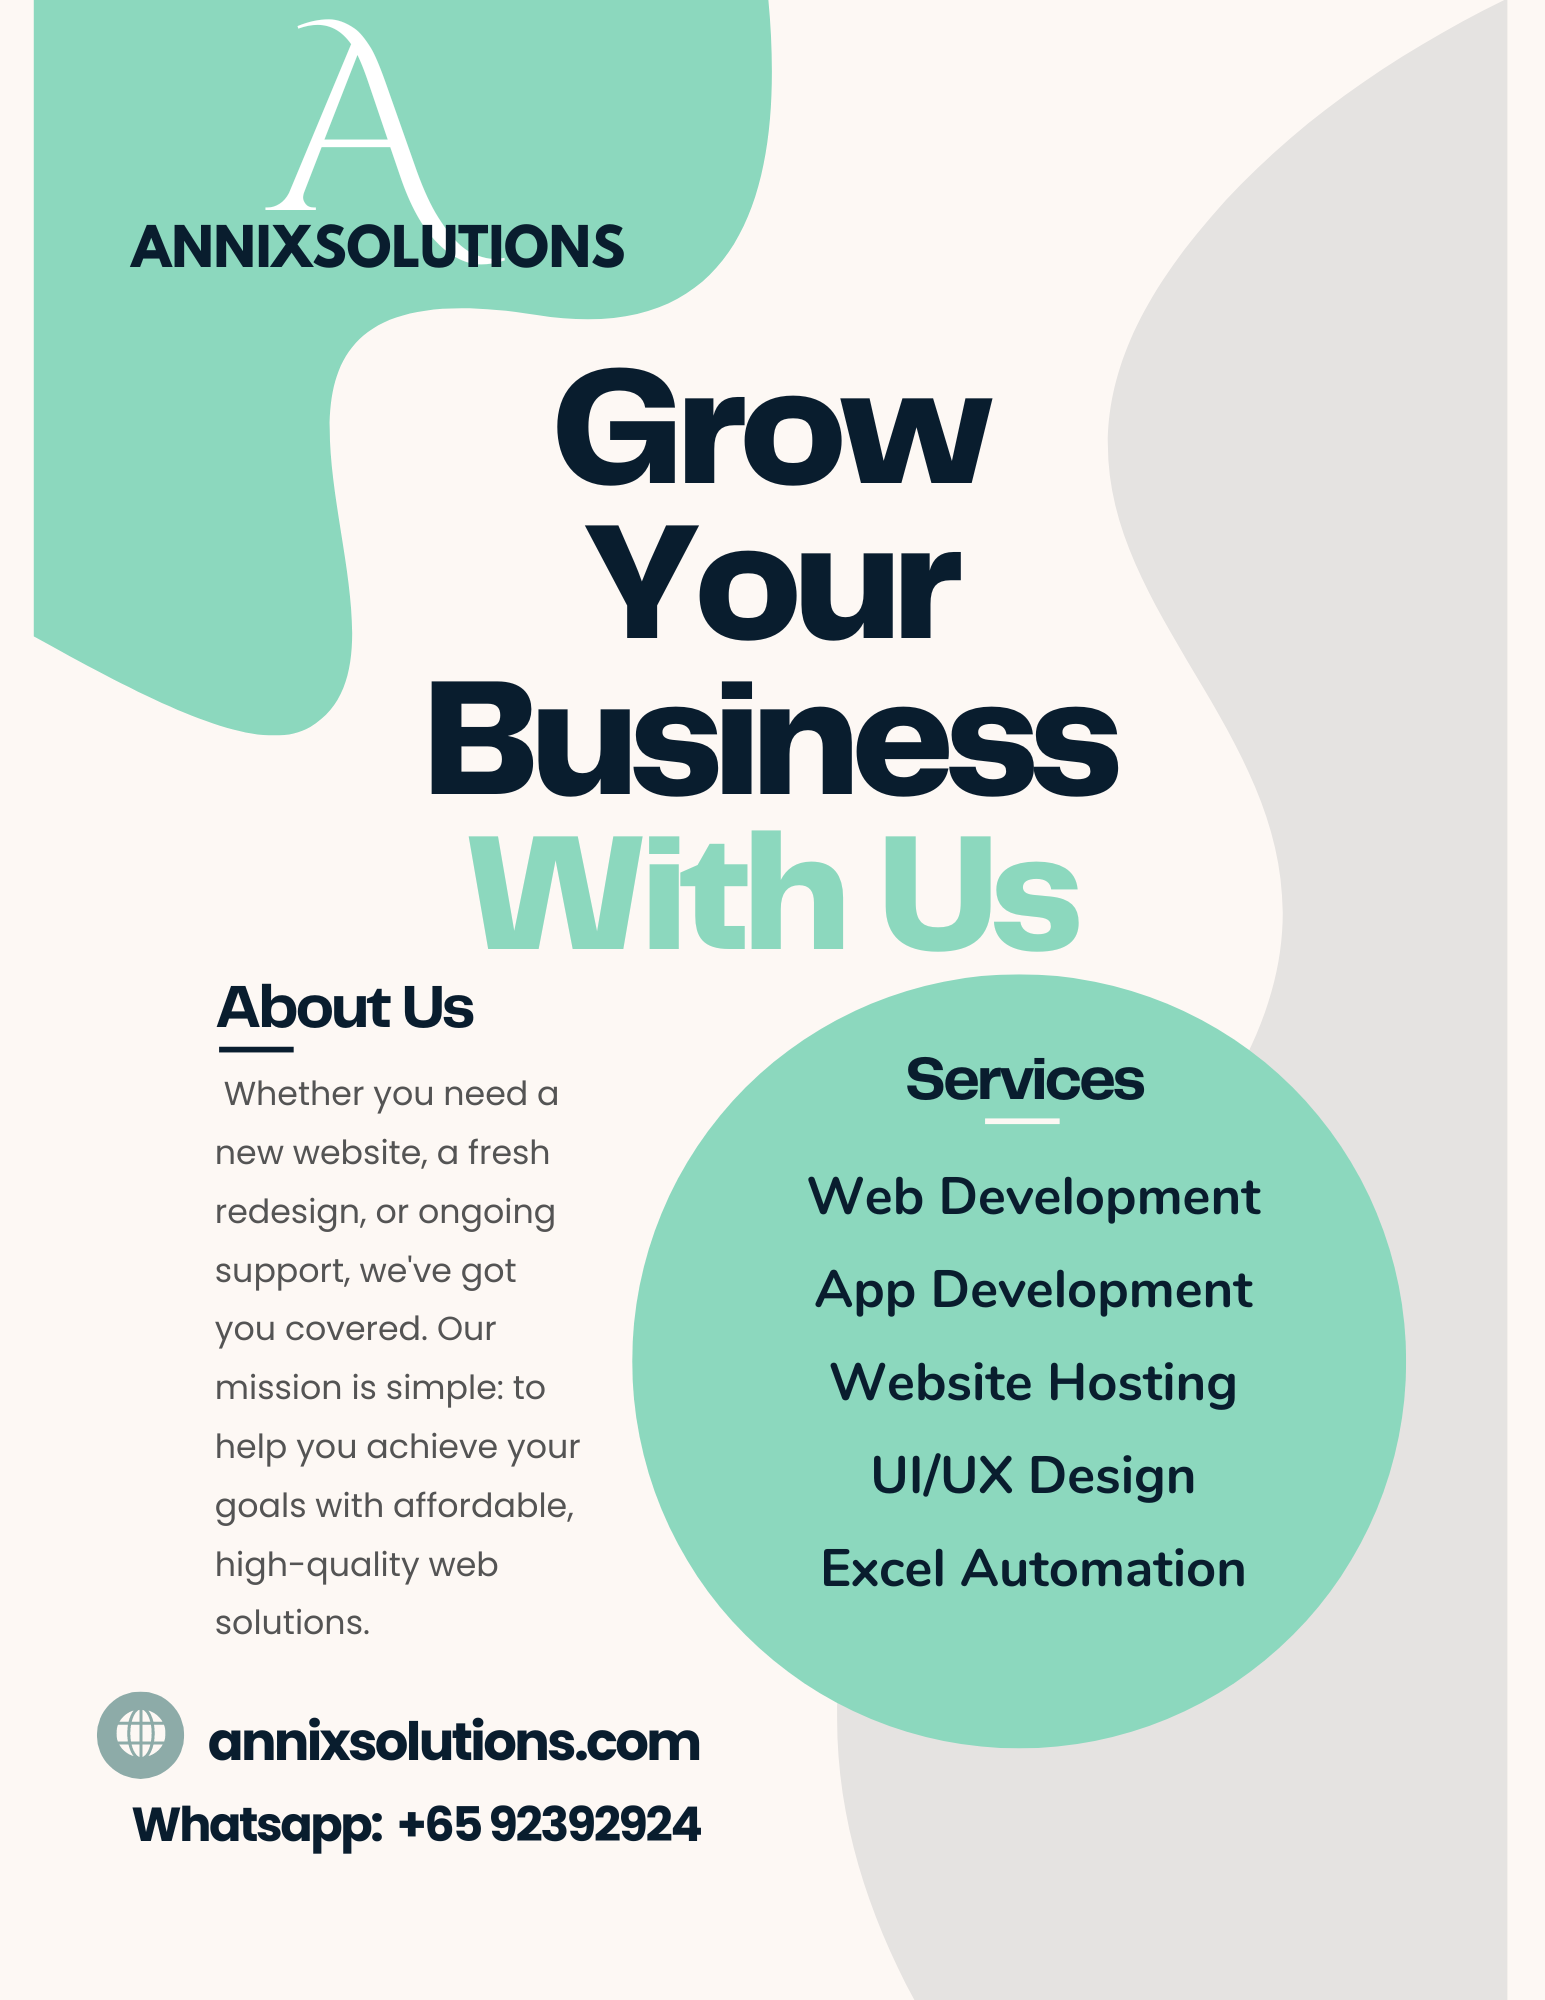 A
ANNIXSOLUTIONS
Grow
Your
Business
With Us
About Us
Whether you need a
new website, a fresh
redesign, or ongoing
support, we've got
you covered. Our
mission is simple: to
help you achieve your
goals with affordable,
high-quality web
solutions.
Services
Web Development
App Development
Website Hosting
UI/UX Design
Excel Automation
annixsolutions.com
Whatsapp: +65 92392924